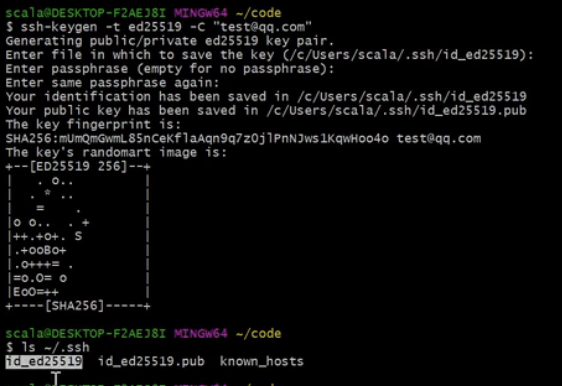 scala@DESKTOP-F2AEJ8I MINGW64 ~/code
$ ssh-keygen -t ed25519 -C "test@qq.com"
Generating public/private ed25519 key pair.
Enter file in which to save the key (/c/Users/scala/.ssh/id_ed25519):
Enter passphrase (empty for no passphrase):
Enter same passphrase again:
Your identification has been saved in /c/Users/scala/.ssh/id_ed25519
Your public key has been saved in /c/Users/scala/.ssh/id_ed25519.pub
The key fingerprint is:
SHA256:mUmQmGwmL85nCeKflaAqn9q7z0jlPnNJws1KqwHoo4o test@qq.com
The key's randomart image is:
+--[ED25519 256]--+
|    . o..        |
|   . * ..        |
|    =    .       |
|o o..  . +       |
|++.+o+. S        |
|.+ooBo+          |
|.o+++= .         |
|=o.O= o          |
|EoO=++           |
+----[SHA256]-----+
scala@DESKTOP-F2AEJ8I MINGW64 ~/code
$ ls ~/.ssh
id_ed25519  id_ed25519.pub  known_hosts